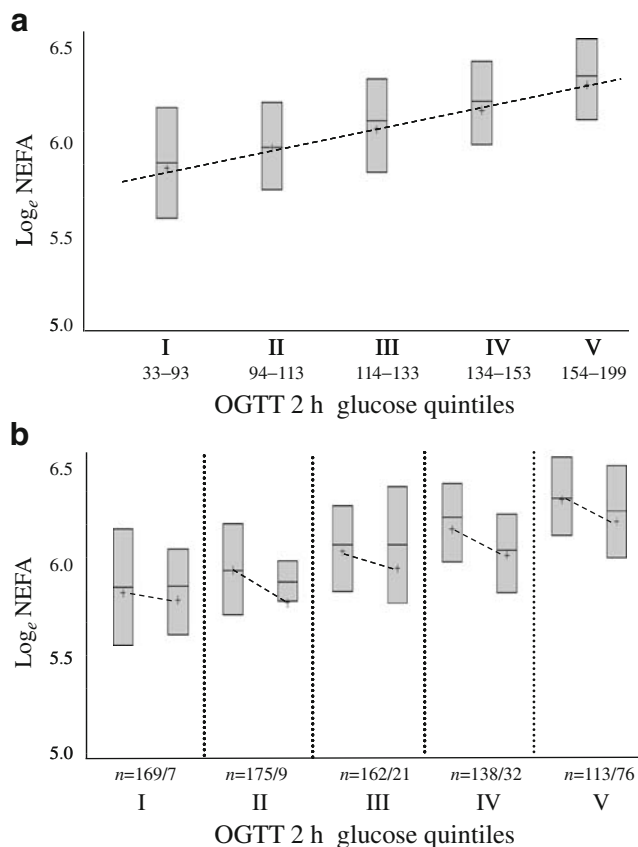 a
Logₑ NEFA
6.5
6.0
5.5
5.0
I II III IV V
33–93 94–113 114–133 134–153 154–199
OGTT 2 h glucose quintiles
b
Logₑ NEFA
6.5
6.0
5.5
5.0
n=169/7 n=175/9 n=162/21 n=138/32 n=113/76
I II III IV V
OGTT 2 h glucose quintiles